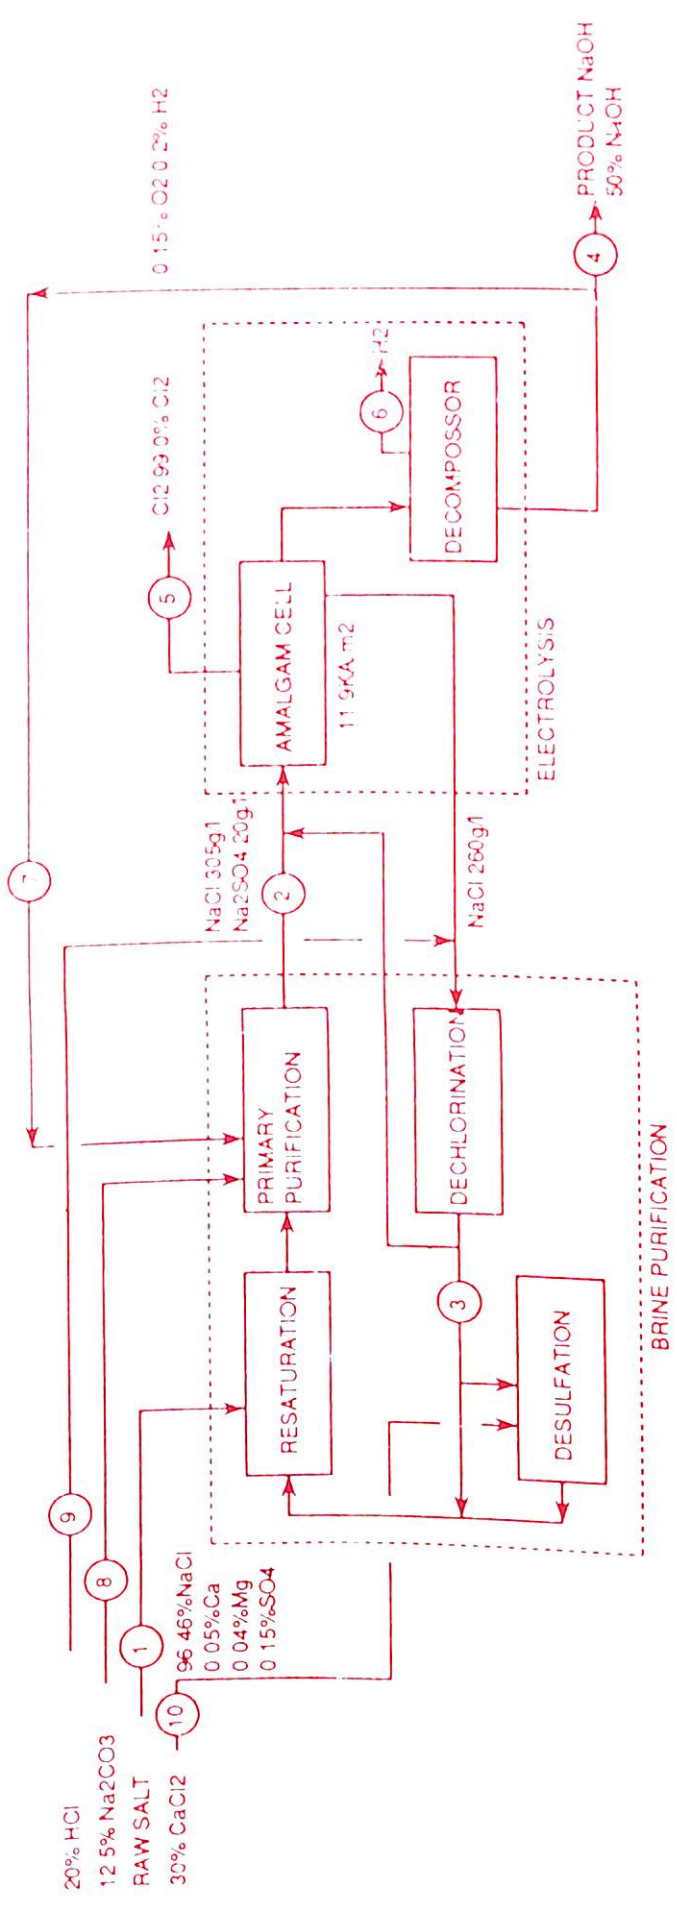 20% HCl
12 5% Na2CO3
RAW SALT
30% CaCl2
9
8
1
10
96 46%NaCl
0 05%Ca
0 04%Mg
0 15%SO4
7
RESATURATION
PRIMARY
PURIFICATION
2
NaCl 305g/l
Na2SO4 20g/l
3
DESULFATION
DECHLORINATION
BRINE PURIFICATION
NaCl 260g/l
AMALGAM CELL
11 9KA m2
5
Cl2 99 0% Cl2
0 15% O2 0 2% H2
DECOMPOSSOR
6
H2
ELECTROLYSIS
4
PRODUCT NaOH
50% NaOH